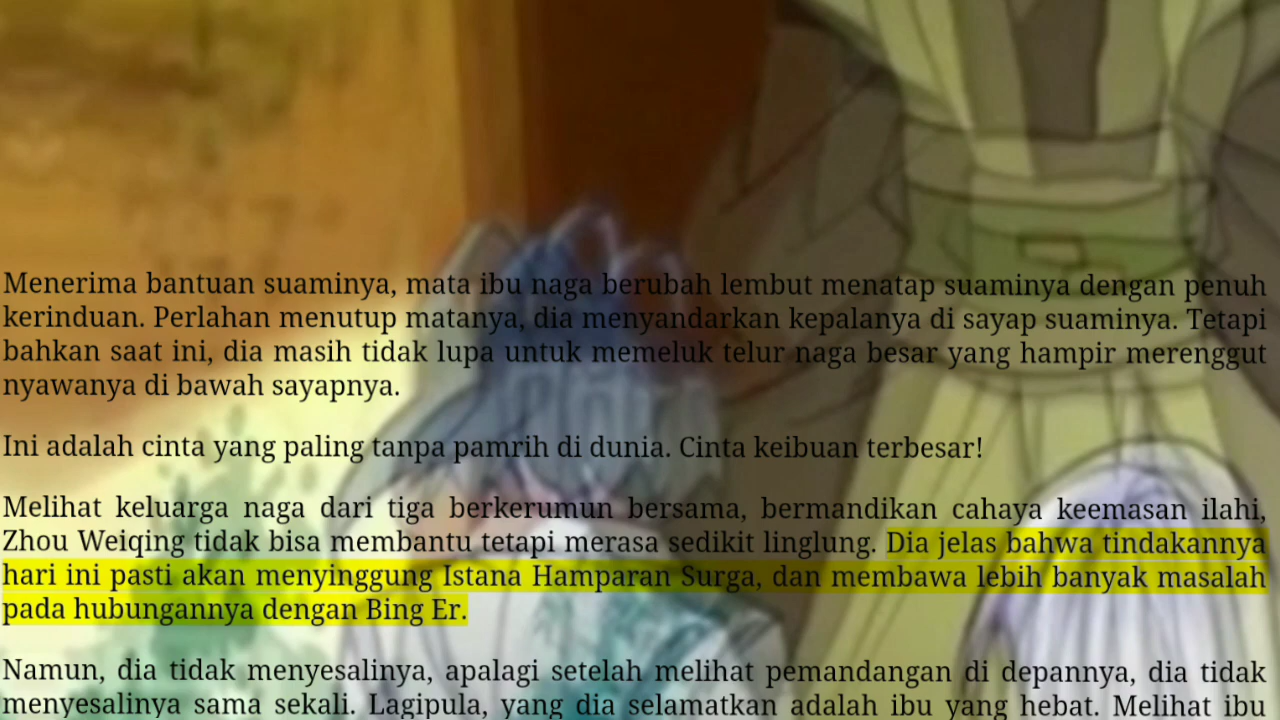 Menerima bantuan suaminya, mata ibu naga berubah lembut menatap suaminya dengan penuh
kerinduan. Perlahan menutup matanya, dia menyandarkan kepalanya di sayap suaminya. Tetapi
bahkan saat ini, dia masih tidak lupa untuk memeluk telur naga besar yang hampir merenggut
nyawanya di bawah sayapnya.
Ini adalah cinta yang paling tanpa pamrih di dunia. Cinta keibuan terbesar!
Melihat keluarga naga dari tiga berkerumun bersama, bermandikan cahaya keemasan ilahi,
Zhou Weiqing tidak bisa membantu tetapi merasa sedikit linglung. Dia jelas bahwa tindakannya
hari ini pasti akan menyinggung Istana Hamparan Surga, dan membawa lebih banyak masalah
pada hubungannya dengan Bing Er.
Namun, dia tidak menyesalinya, apalagi setelah melihat pemandangan di depannya, dia tidak
menyesalinya sama sekali. Lagipula, yang dia selamatkan adalah ibu yang hebat. Melihat ibu